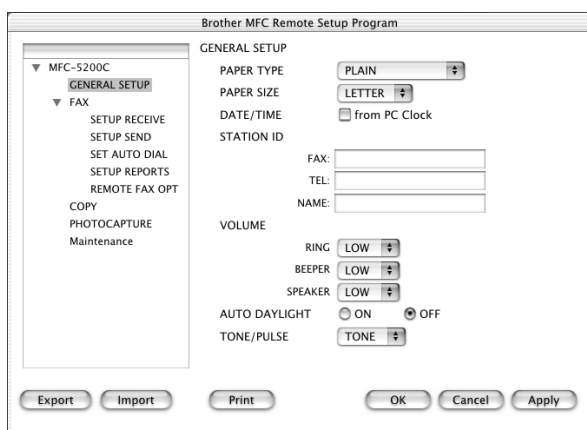 Brother MFC Remote Setup Program
MFC-5200C
GENERAL SETUP
FAX
SETUP RECEIVE
SETUP SEND
SET AUTO DIAL
SETUP REPORTS
REMOTE FAX OPT
COPY
PHOTOCAPTURE
Maintenance
GENERAL SETUP
PAPER TYPE PLAIN
PAPER SIZE LETTER
DATE/TIME from PC Clock
STATION ID
FAX:
TEL:
NAME:
VOLUME
RING LOW
BEEPER LOW
SPEAKER LOW
AUTO DAYLIGHT ON OFF
TONE/PULSE TONE
Export Import Print OK Cancel Apply